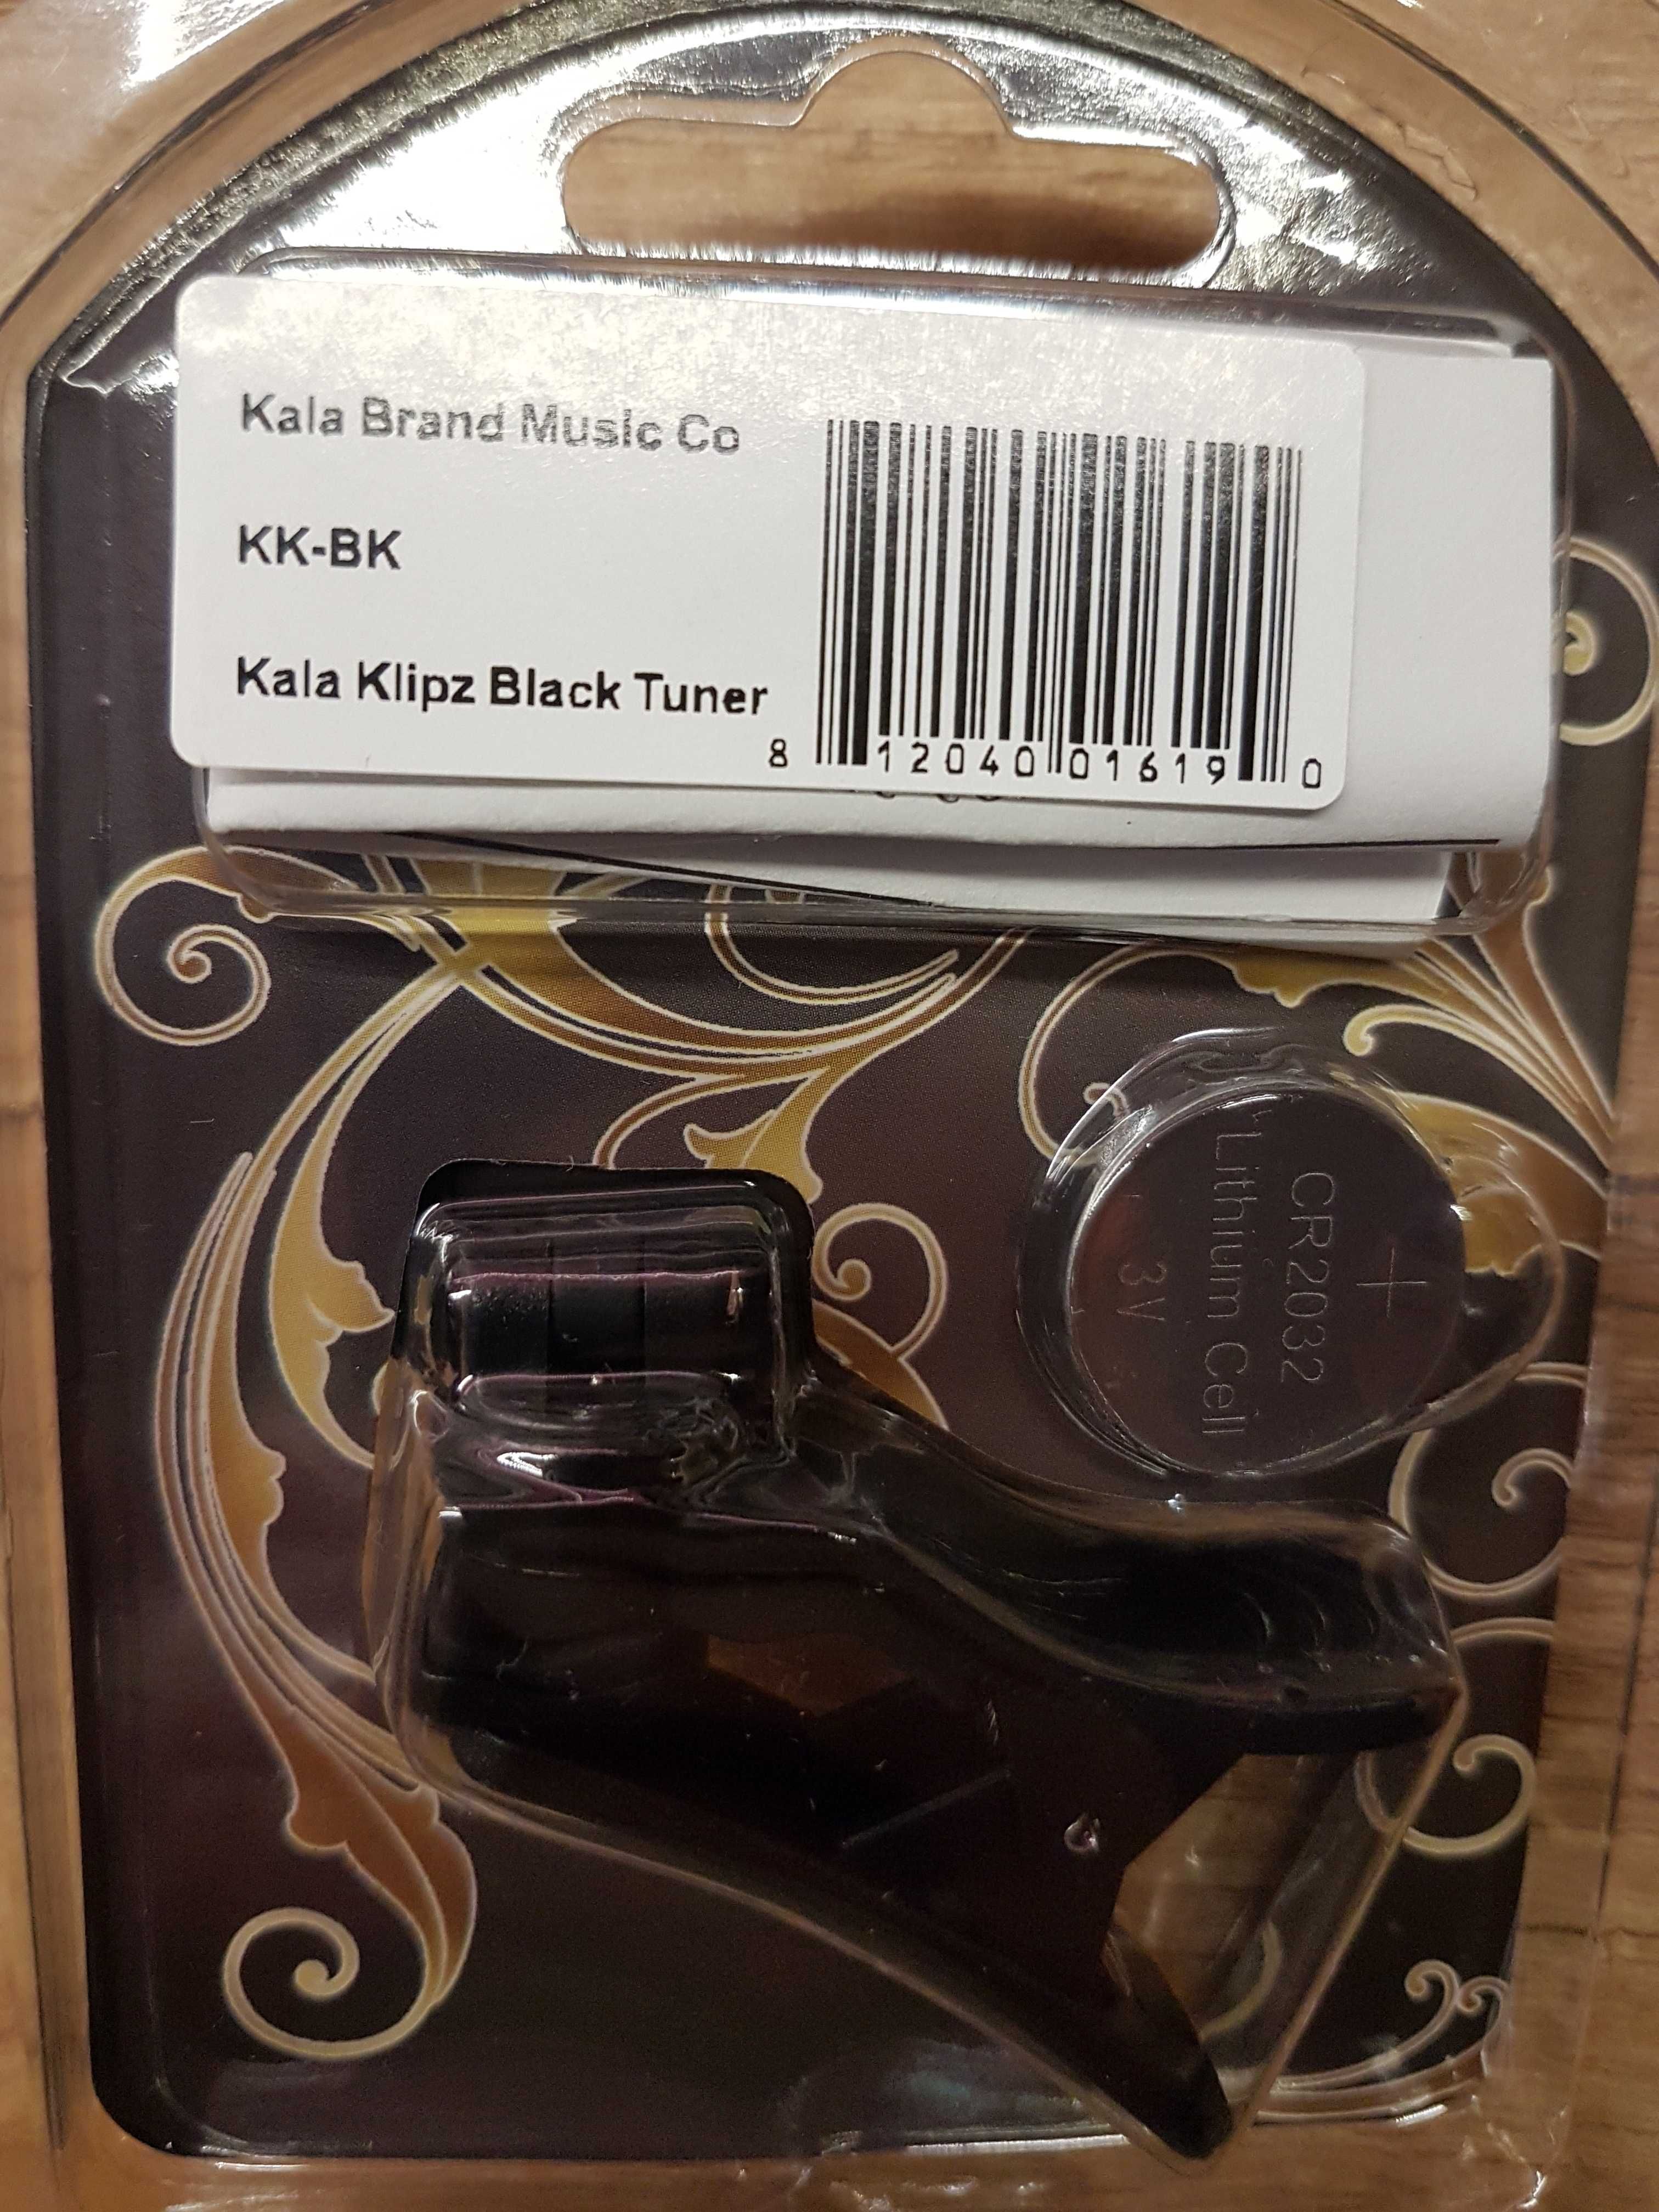 Kala Brand Music Co
KK-BK
Kala Klipz Black Tuner
8 12040 01619 0
+
CR2032
Lithium Cell
3V